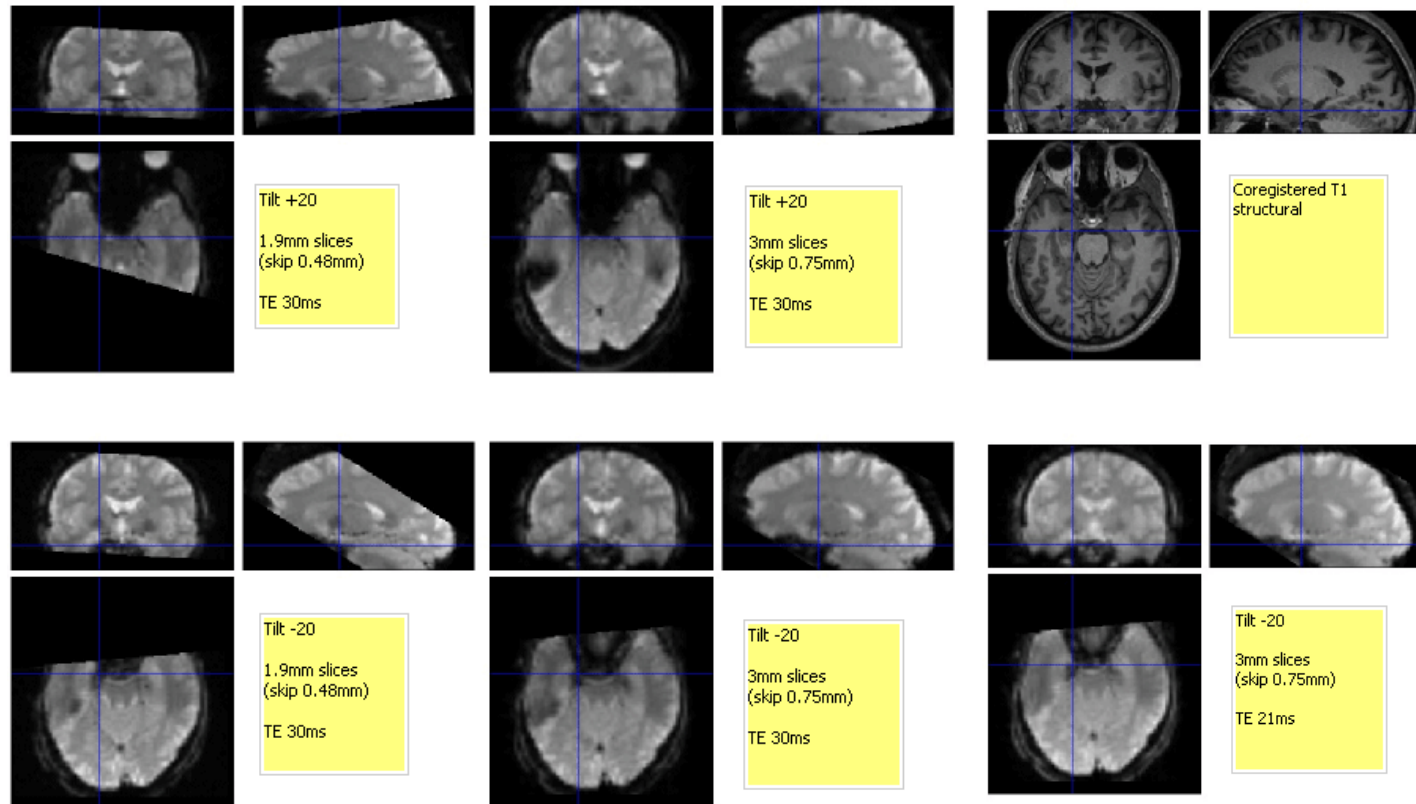 Tilt +20
1.9mm slices
(skip 0.48mm)
TE 30ms
Tilt +20
3mm slices
(skip 0.75mm)
TE 30ms
Coregistered T1
structural
Tilt -20
1.9mm slices
(skip 0.48mm)
TE 30ms
Tilt -20
3mm slices
(skip 0.75mm)
TE 30ms
Tilt -20
3mm slices
(skip 0.75mm)
TE 21ms